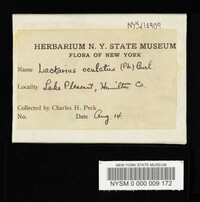 NYSf1809
HERBARIUM N. Y. STATE MUSEUM
FLORA OF NEW YORK
Name Lactarius oculatus (Pk) Burl.
Locality Lake Pleasant, Hamilton Co.
Collected by Charles H. Peck
No. Date Aug. 14
NEW YORK STATE MUSEUM
NYSM 0 000 009 172